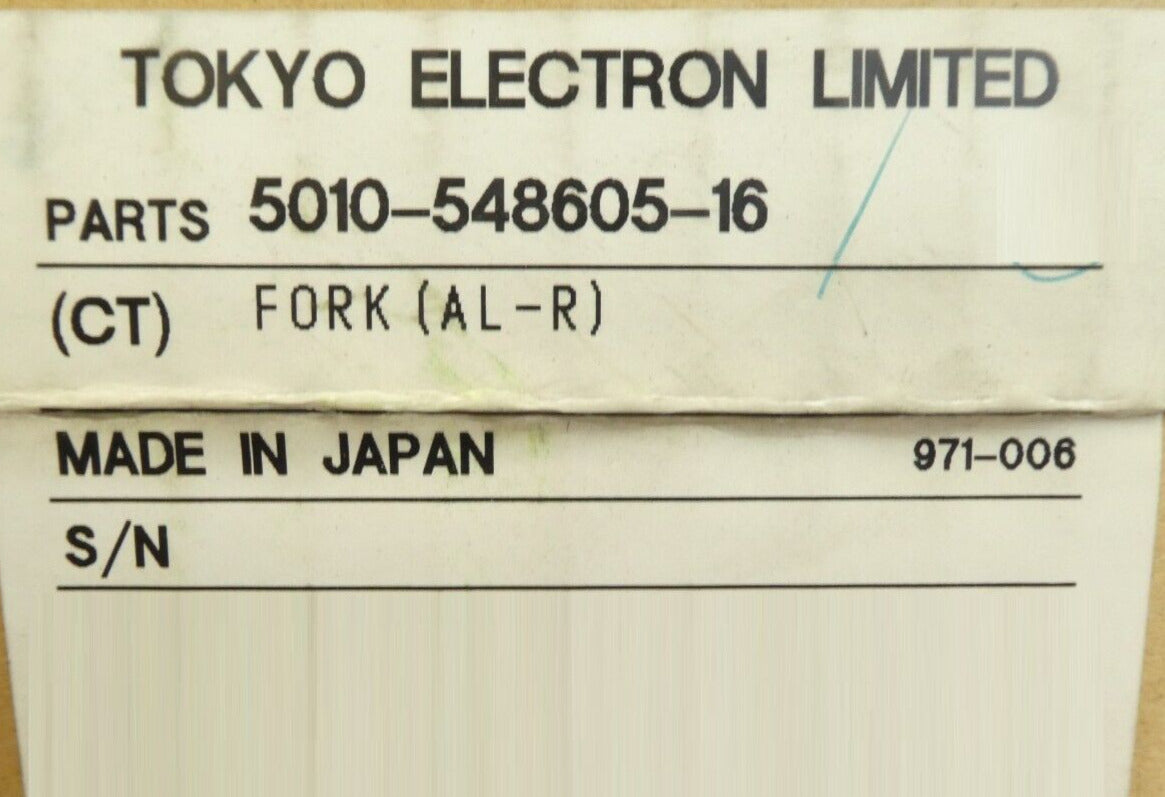 TOKYO ELECTRON LIMITED
PARTS 5010-548605-16
(CT) FORK (AL-R)
MADE IN JAPAN 971-006
S/N